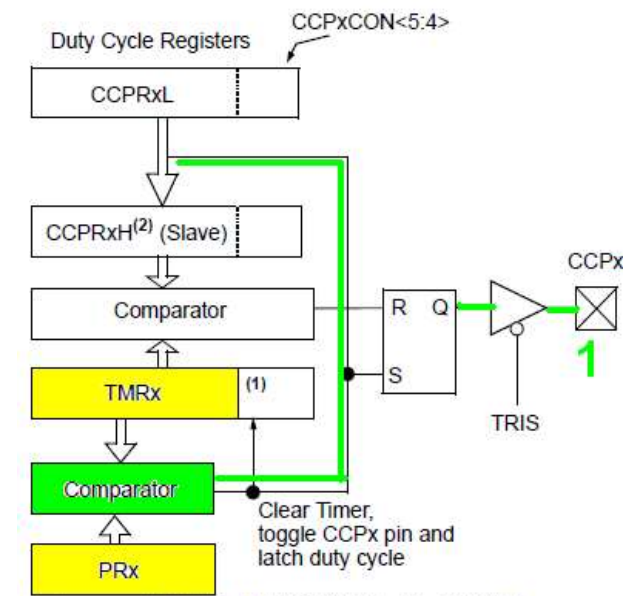 CCPxCON<5:4>
Duty Cycle Registers
CCPRxL
CCPRxH(2) (Slave)
CCPx
Comparator
R Q
1
TMRx
(1)
S
TRIS
Comparator
Clear Timer,
toggle CCPx pin and
latch duty cycle
PRx